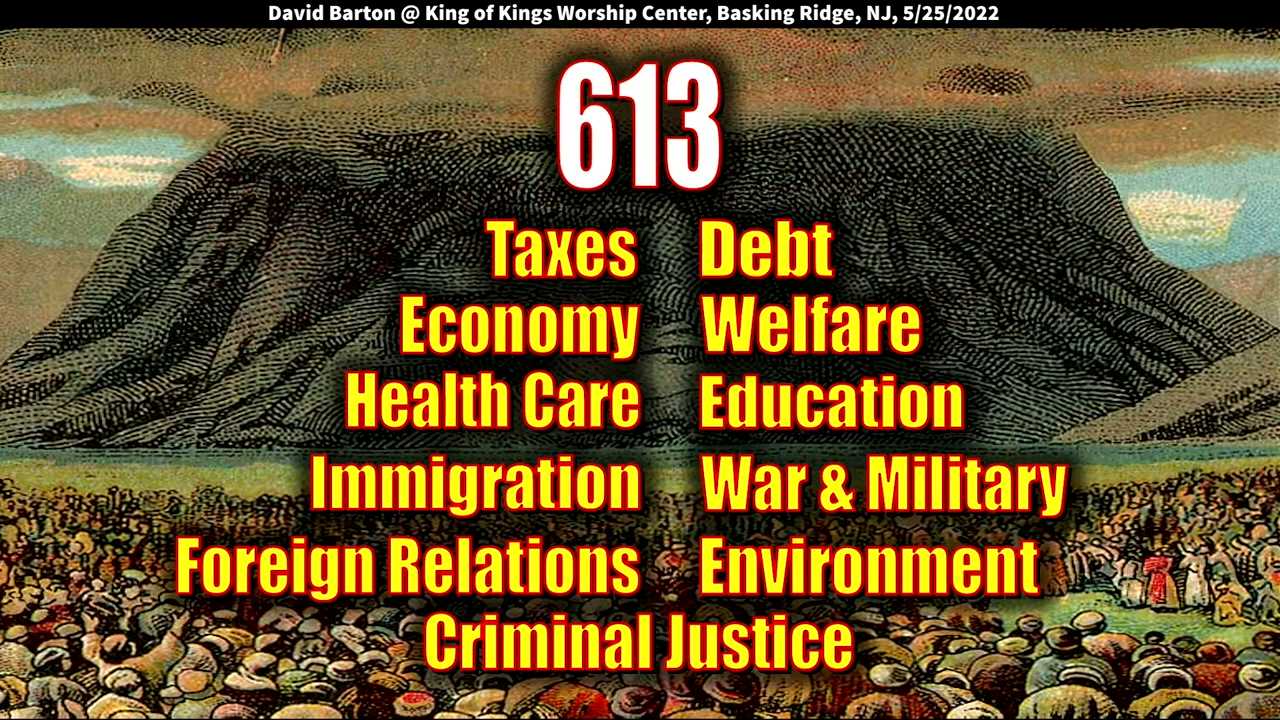 David Barton @ King of Kings Worship Center, Basking Ridge, NJ, 5/25/2022
613
Taxes Debt
Economy Welfare
Health Care Education
Immigration War & Military
Foreign Relations Environment
Criminal Justice